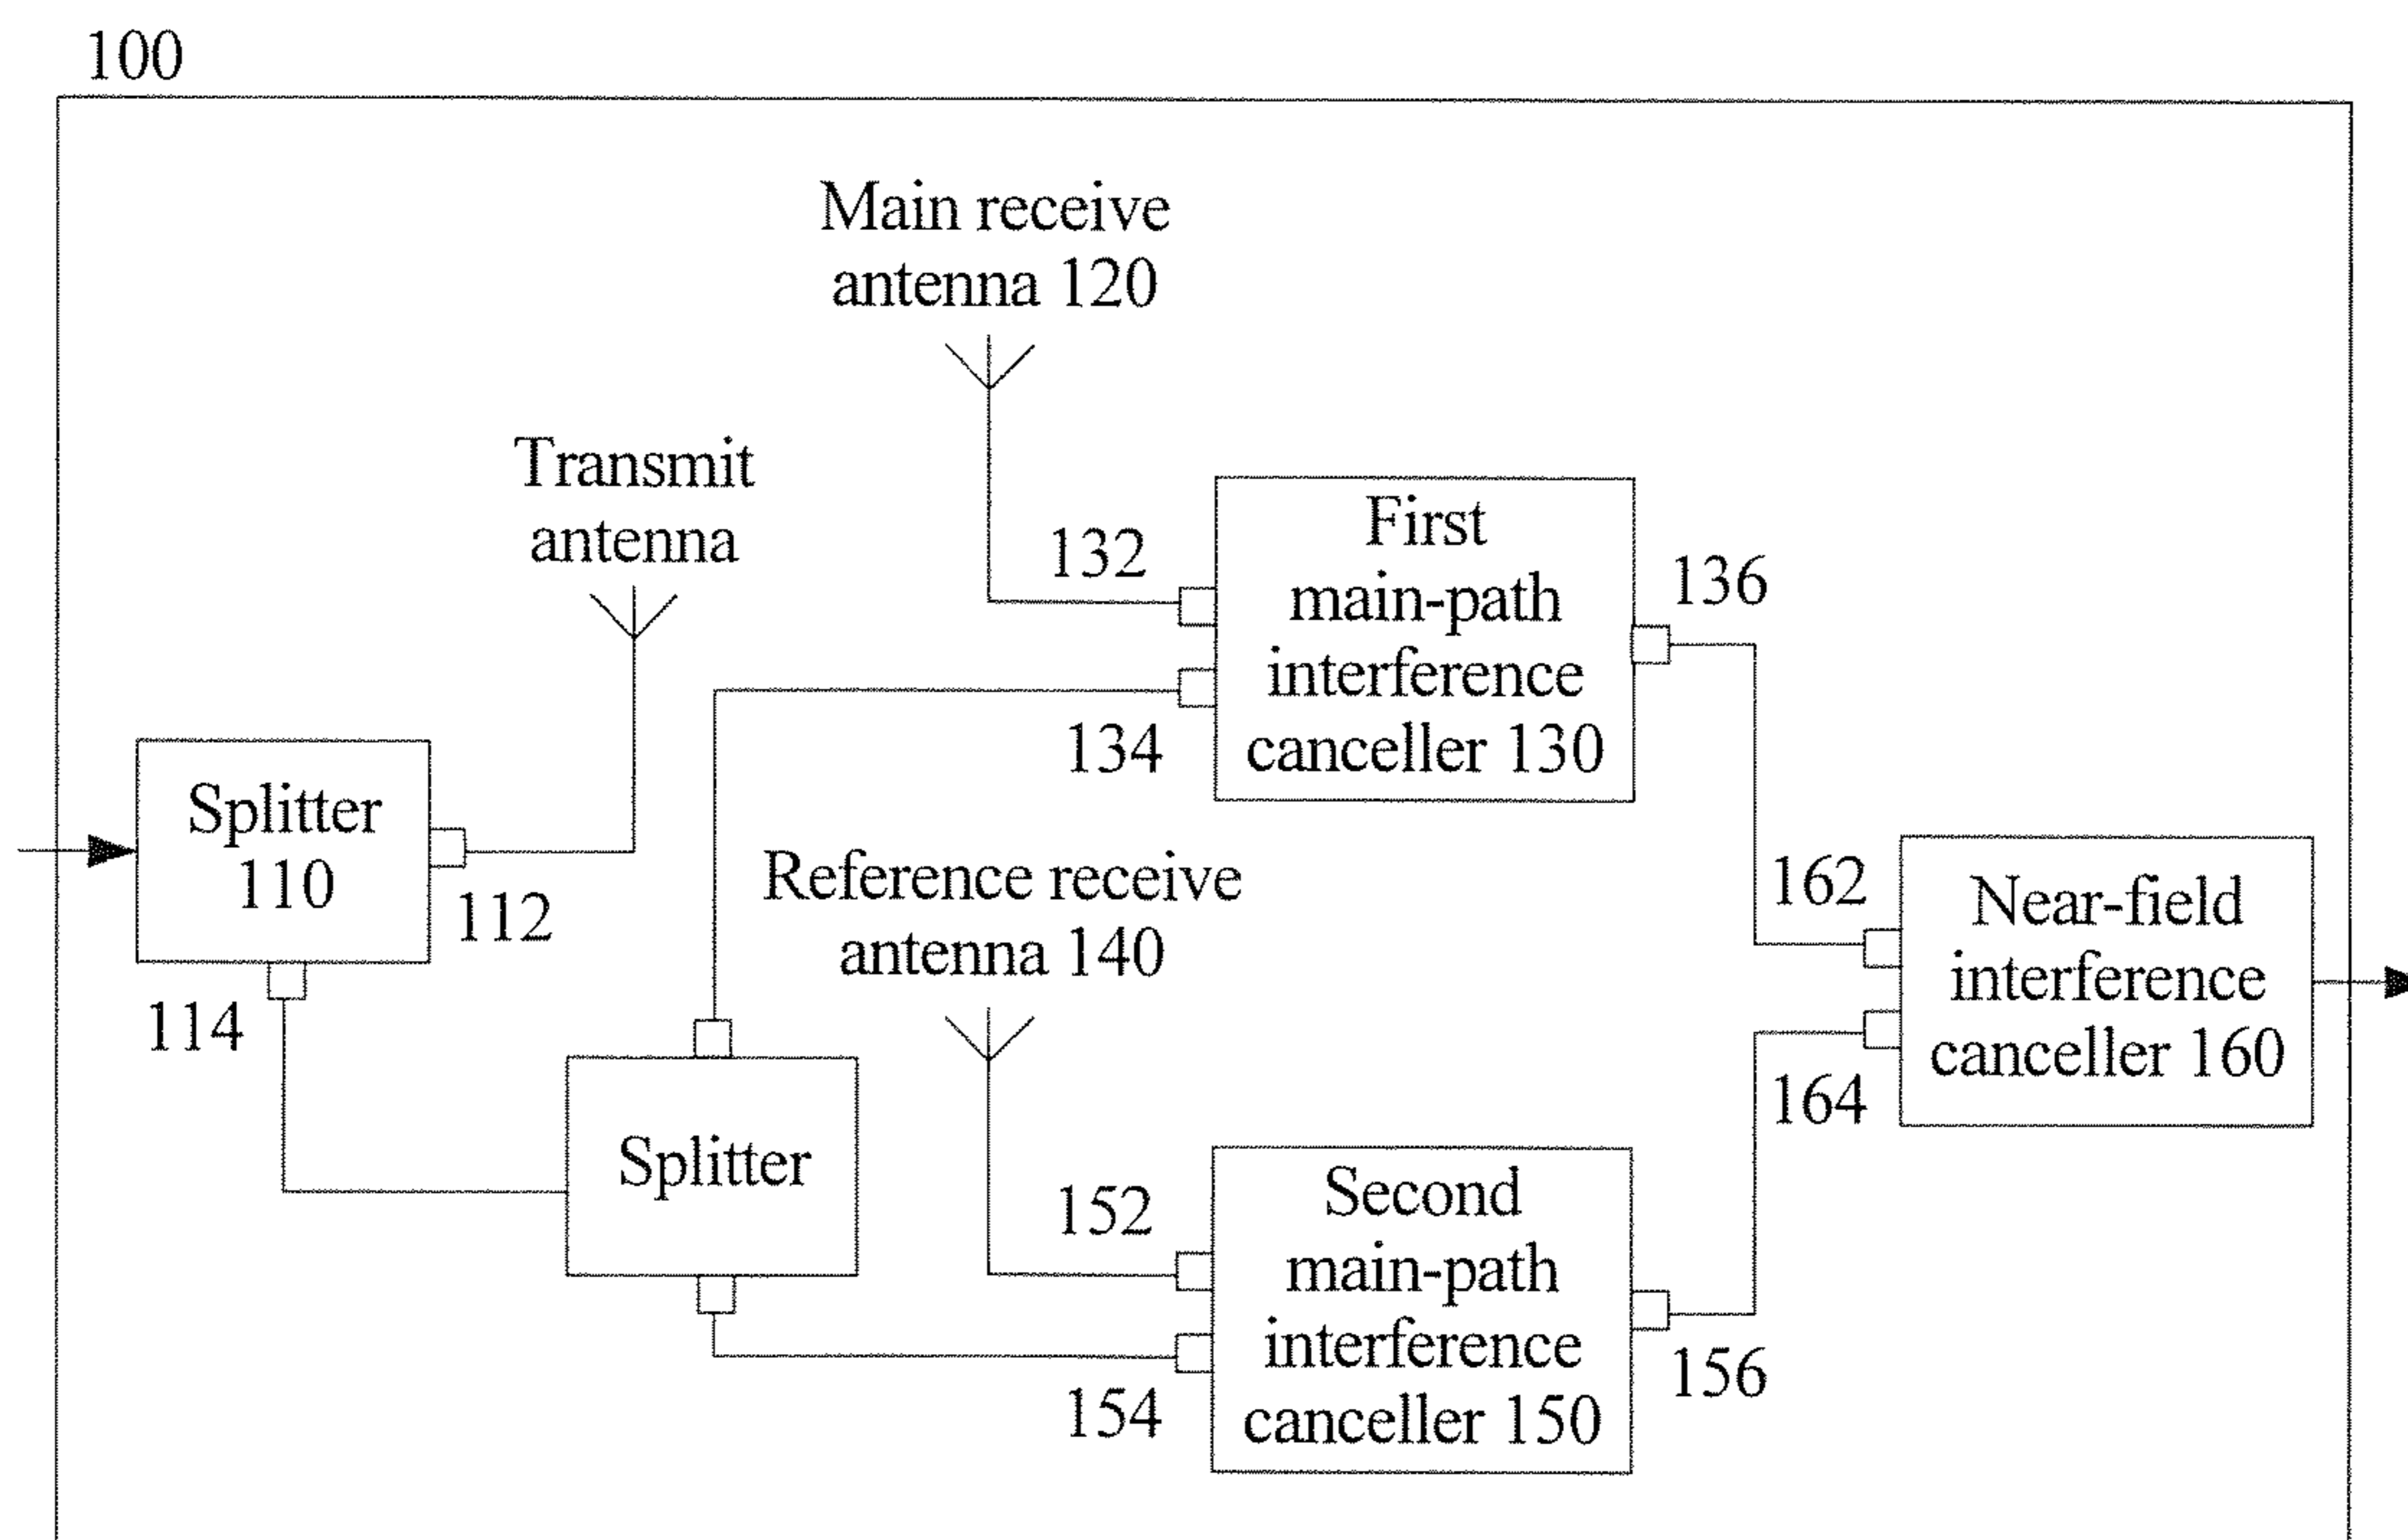 100
Main receive
antenna 120
Transmit
antenna
132
134
First
main-path
interference
canceller 130
136
Splitter
110
112
114
Reference receive
antenna 140
162
164
Near-field
interference
canceller 160
Splitter
152
154
Second
main-path
interference
canceller 150
156